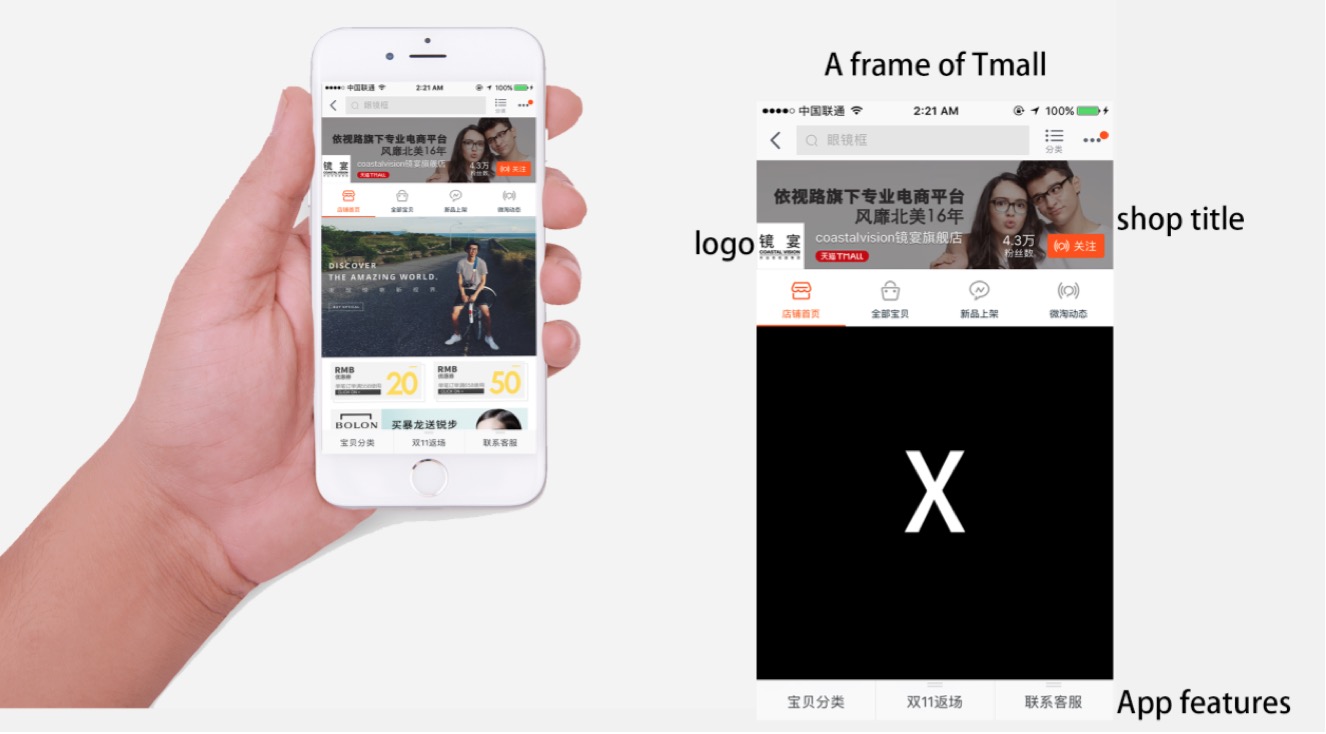 中国联通
2:21 AM
100%
眼镜框
分类
依视路旗下专业电商平台
风靡北美16年
镜 宴
COASTAL VISION
coastalvision镜宴旗舰店
天猫TMALL
4.3万
粉丝数
关注
店铺首页
全部宝贝
新品上架
微淘动态
DISCOVER
THE AMAZING WORLD.
RMB
20
RMB
50
BOLON
买暴龙送锐步
宝贝分类
双11返场
联系客服
A frame of Tmall
中国联通
2:21 AM
100%
眼镜框
分类
依视路旗下专业电商平台
风靡北美16年
logo
镜 宴
COASTAL VISION
coastalvision镜宴旗舰店
天猫TMALL
4.3万
粉丝数
关注
shop title
店铺首页
全部宝贝
新品上架
微淘动态
X
宝贝分类
双11返场
联系客服
App features